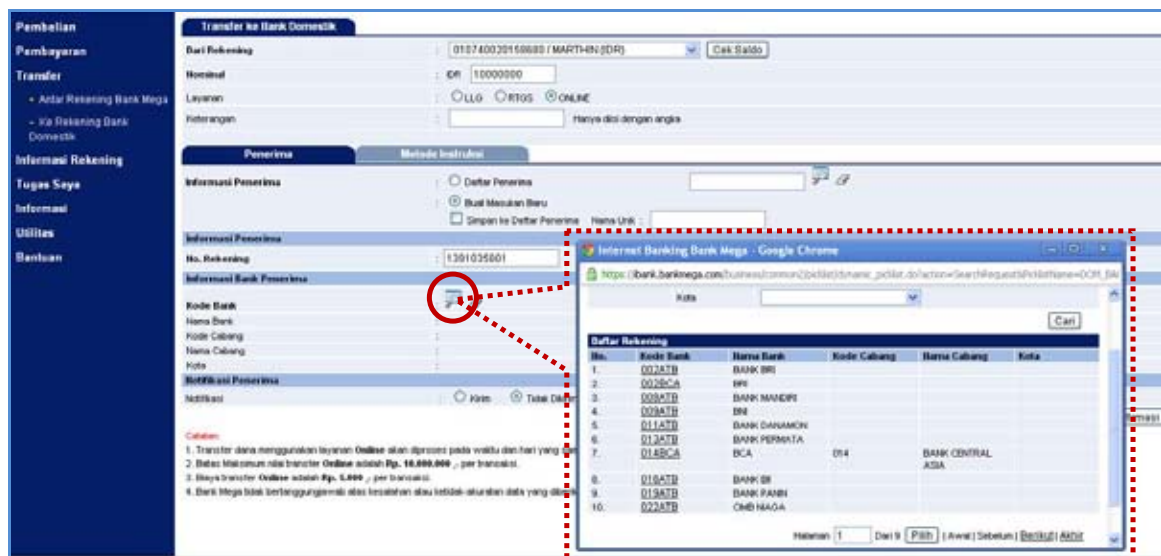 Pembelian
Pembayaran
Transfer
- Antar Rekening Bank Mega
- Ke Rekening Bank Domestik
Informasi Rekening
Tugas Saya
Informasi
Utilitas
Bantuan
Transfer ke Bank Domestik
Dari Rekening : / MARTHIN (IDR) Cek Saldo
Nominal : IDR 10000000
Layanan : LLG RTGS ONLINE
Keterangan : Hanya diisi dengan angka
Penerima Metode Instruksi
Informasi Penerima : Daftar Penerima
Buat Masukan Baru
Simpan ke Daftar Penerima Nama Unik :
Informasi Penerima
No. Rekening : 1391035001
Informasi Bank Penerima
Kode Bank
Nama Bank :
Kode Cabang :
Nama Cabang :
Kota :
Notifikasi Penerima
Notifikasi : Kirim Tidak
Catatan:
1. Transfer dana menggunakan layanan Online akan diproses pada waktu dan hari yang
2. Batas Maksimum nilai transfer Online adalah Rp. 10.000.000 ,- per transaksi.
3. Biaya transfer Online adalah Rp. 5.000 ,- per transaksi.
4. Bank Mega tidak bertanggungjawab atas kesalahan atau ketidak-akuratan data yang
Internet Banking Bank Mega - Google Chrome
https://ibank.bankmega.com/
Kota
Cari
Daftar Rekening
No. Kode Bank Nama Bank Kode Cabang Nama Cabang Kota
1. 002ATB BANK BRI
2. 002BCA BRI
3. 008ATB BANK MANDIRI
4. 009ATB BNI
5. 011ATB BANK DANAMON
6. 013ATB BANK PERMATA
7. 014BCA BCA 014 BANK CENTRAL ASIA
8. 016ATB BANK BII
9. 019ATB BANK PANIN
10. 022ATB CIMB NIAGA
Halaman 1 Dari 9 Pilih | Awal | Sebelum | Berikut | Akhir